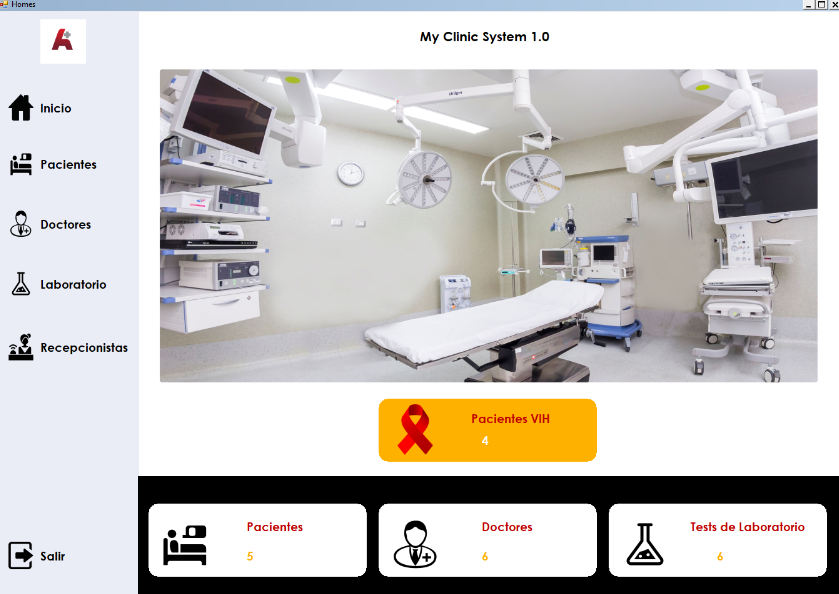 Homes
My Clinic System 1.0
Inicio
Pacientes
Doctores
Laboratorio
Recepcionistas
Salir
Pacientes VIH
4
Pacientes
5
Doctores
6
Tests de Laboratorio
6